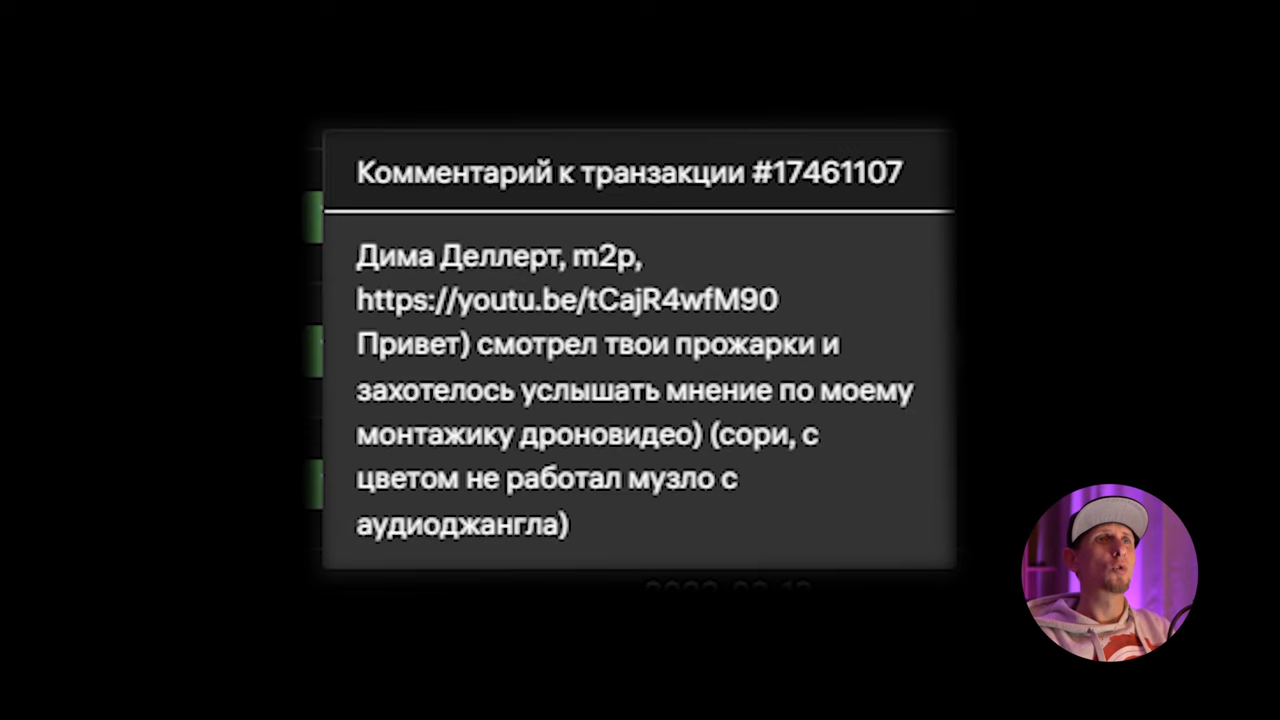 Комментарий к транзакции #17461107
Дима Деллерт, m2p,
https://youtu.be/tCajR4wfM90
Привет) смотрел твои прожарки и
захотелось услышать мнение по моему
монтажику дроновидео) (сори, с
цветом не работал музло с
аудиоджангла)